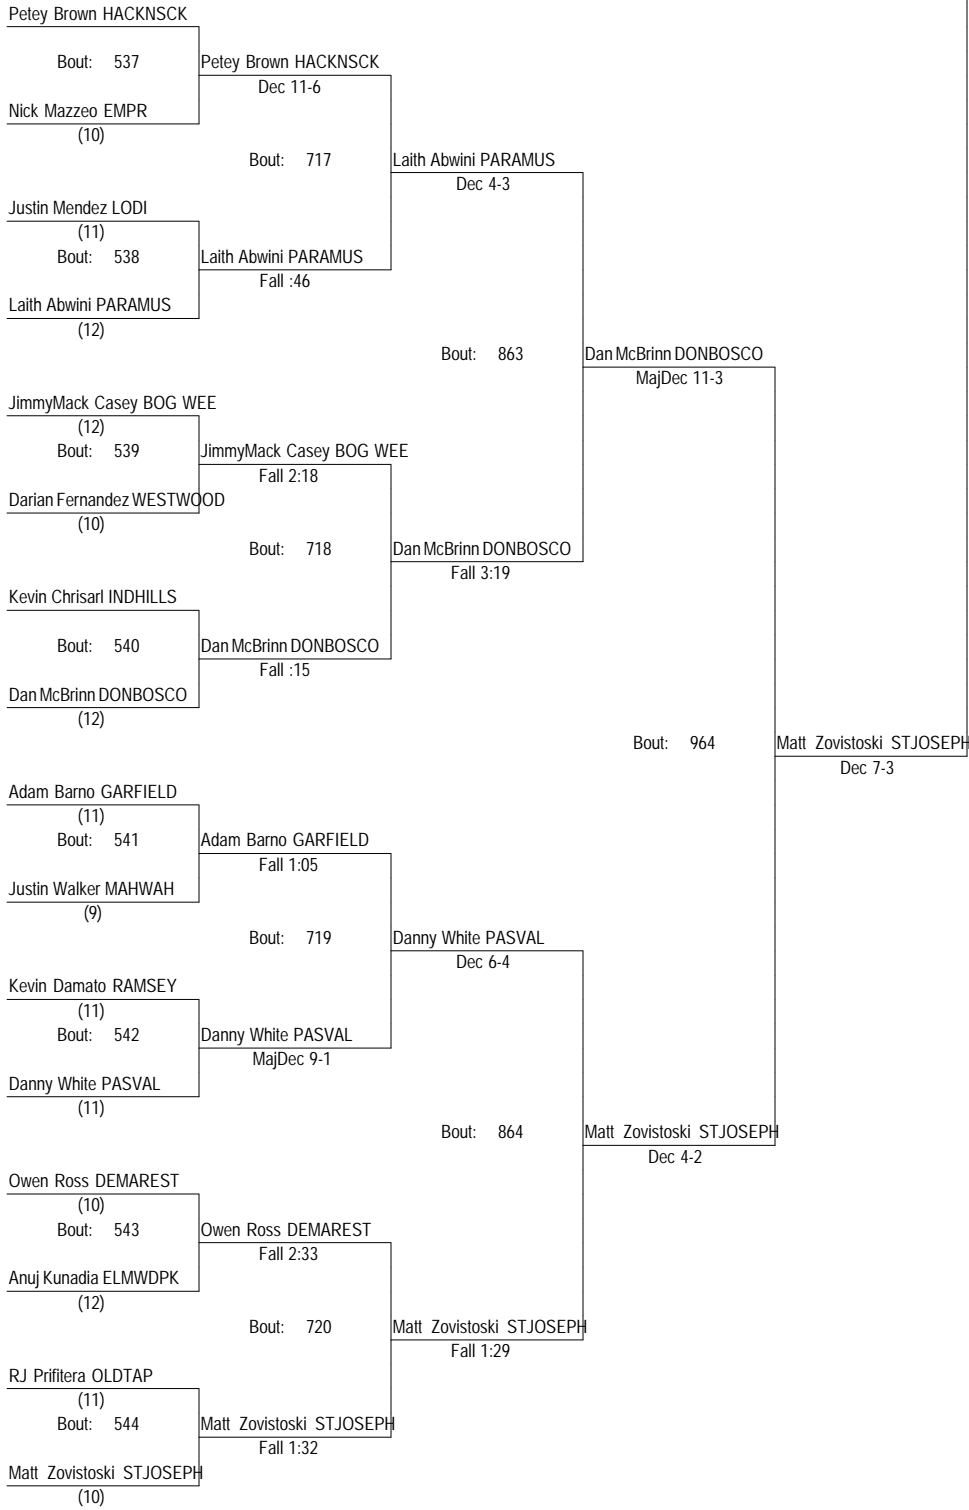 Petey Brown HACKNSCK
Bout: 537
Petey Brown HACKNSCK
Dec 11-6
Nick Mazzeo EMPR
(10)
Bout: 717
Laith Abwini PARAMUS
Dec 4-3
Justin Mendez LODI
(11)
Bout: 538
Laith Abwini PARAMUS
Fall :46
Laith Abwini PARAMUS
(12)
Bout: 863
Dan McBrinn DONBOSCO
MajDec 11-3
JimmyMack Casey BOG WEE
(12)
Bout: 539
JimmyMack Casey BOG WEE
Fall 2:18
Darian Fernandez WESTWOOD
(10)
Bout: 718
Dan McBrinn DONBOSCO
Fall 3:19
Kevin Chrisarl INDHILLS
Bout: 540
Dan McBrinn DONBOSCO
Fall :15
Dan McBrinn DONBOSCO
(12)
Bout: 964
Matt Zovistoski STJOSEPH
Dec 7-3
Adam Barno GARFIELD
(11)
Bout: 541
Adam Barno GARFIELD
Fall 1:05
Justin Walker MAHWAH
(9)
Bout: 719
Danny White PASVAL
Dec 6-4
Kevin Damato RAMSEY
(11)
Bout: 542
Danny White PASVAL
MajDec 9-1
Danny White PASVAL
(11)
Bout: 864
Matt Zovistoski STJOSEPH
Dec 4-2
Owen Ross DEMAREST
(10)
Bout: 543
Owen Ross DEMAREST
Fall 2:33
Anuj Kunadia ELMWDPK
(12)
Bout: 720
Matt Zovistoski STJOSEPH
Fall 1:29
RJ Prifitera OLDTAP
(11)
Bout: 544
Matt Zovistoski STJOSEPH
Fall 1:32
Matt Zovistoski STJOSEPH
(10)